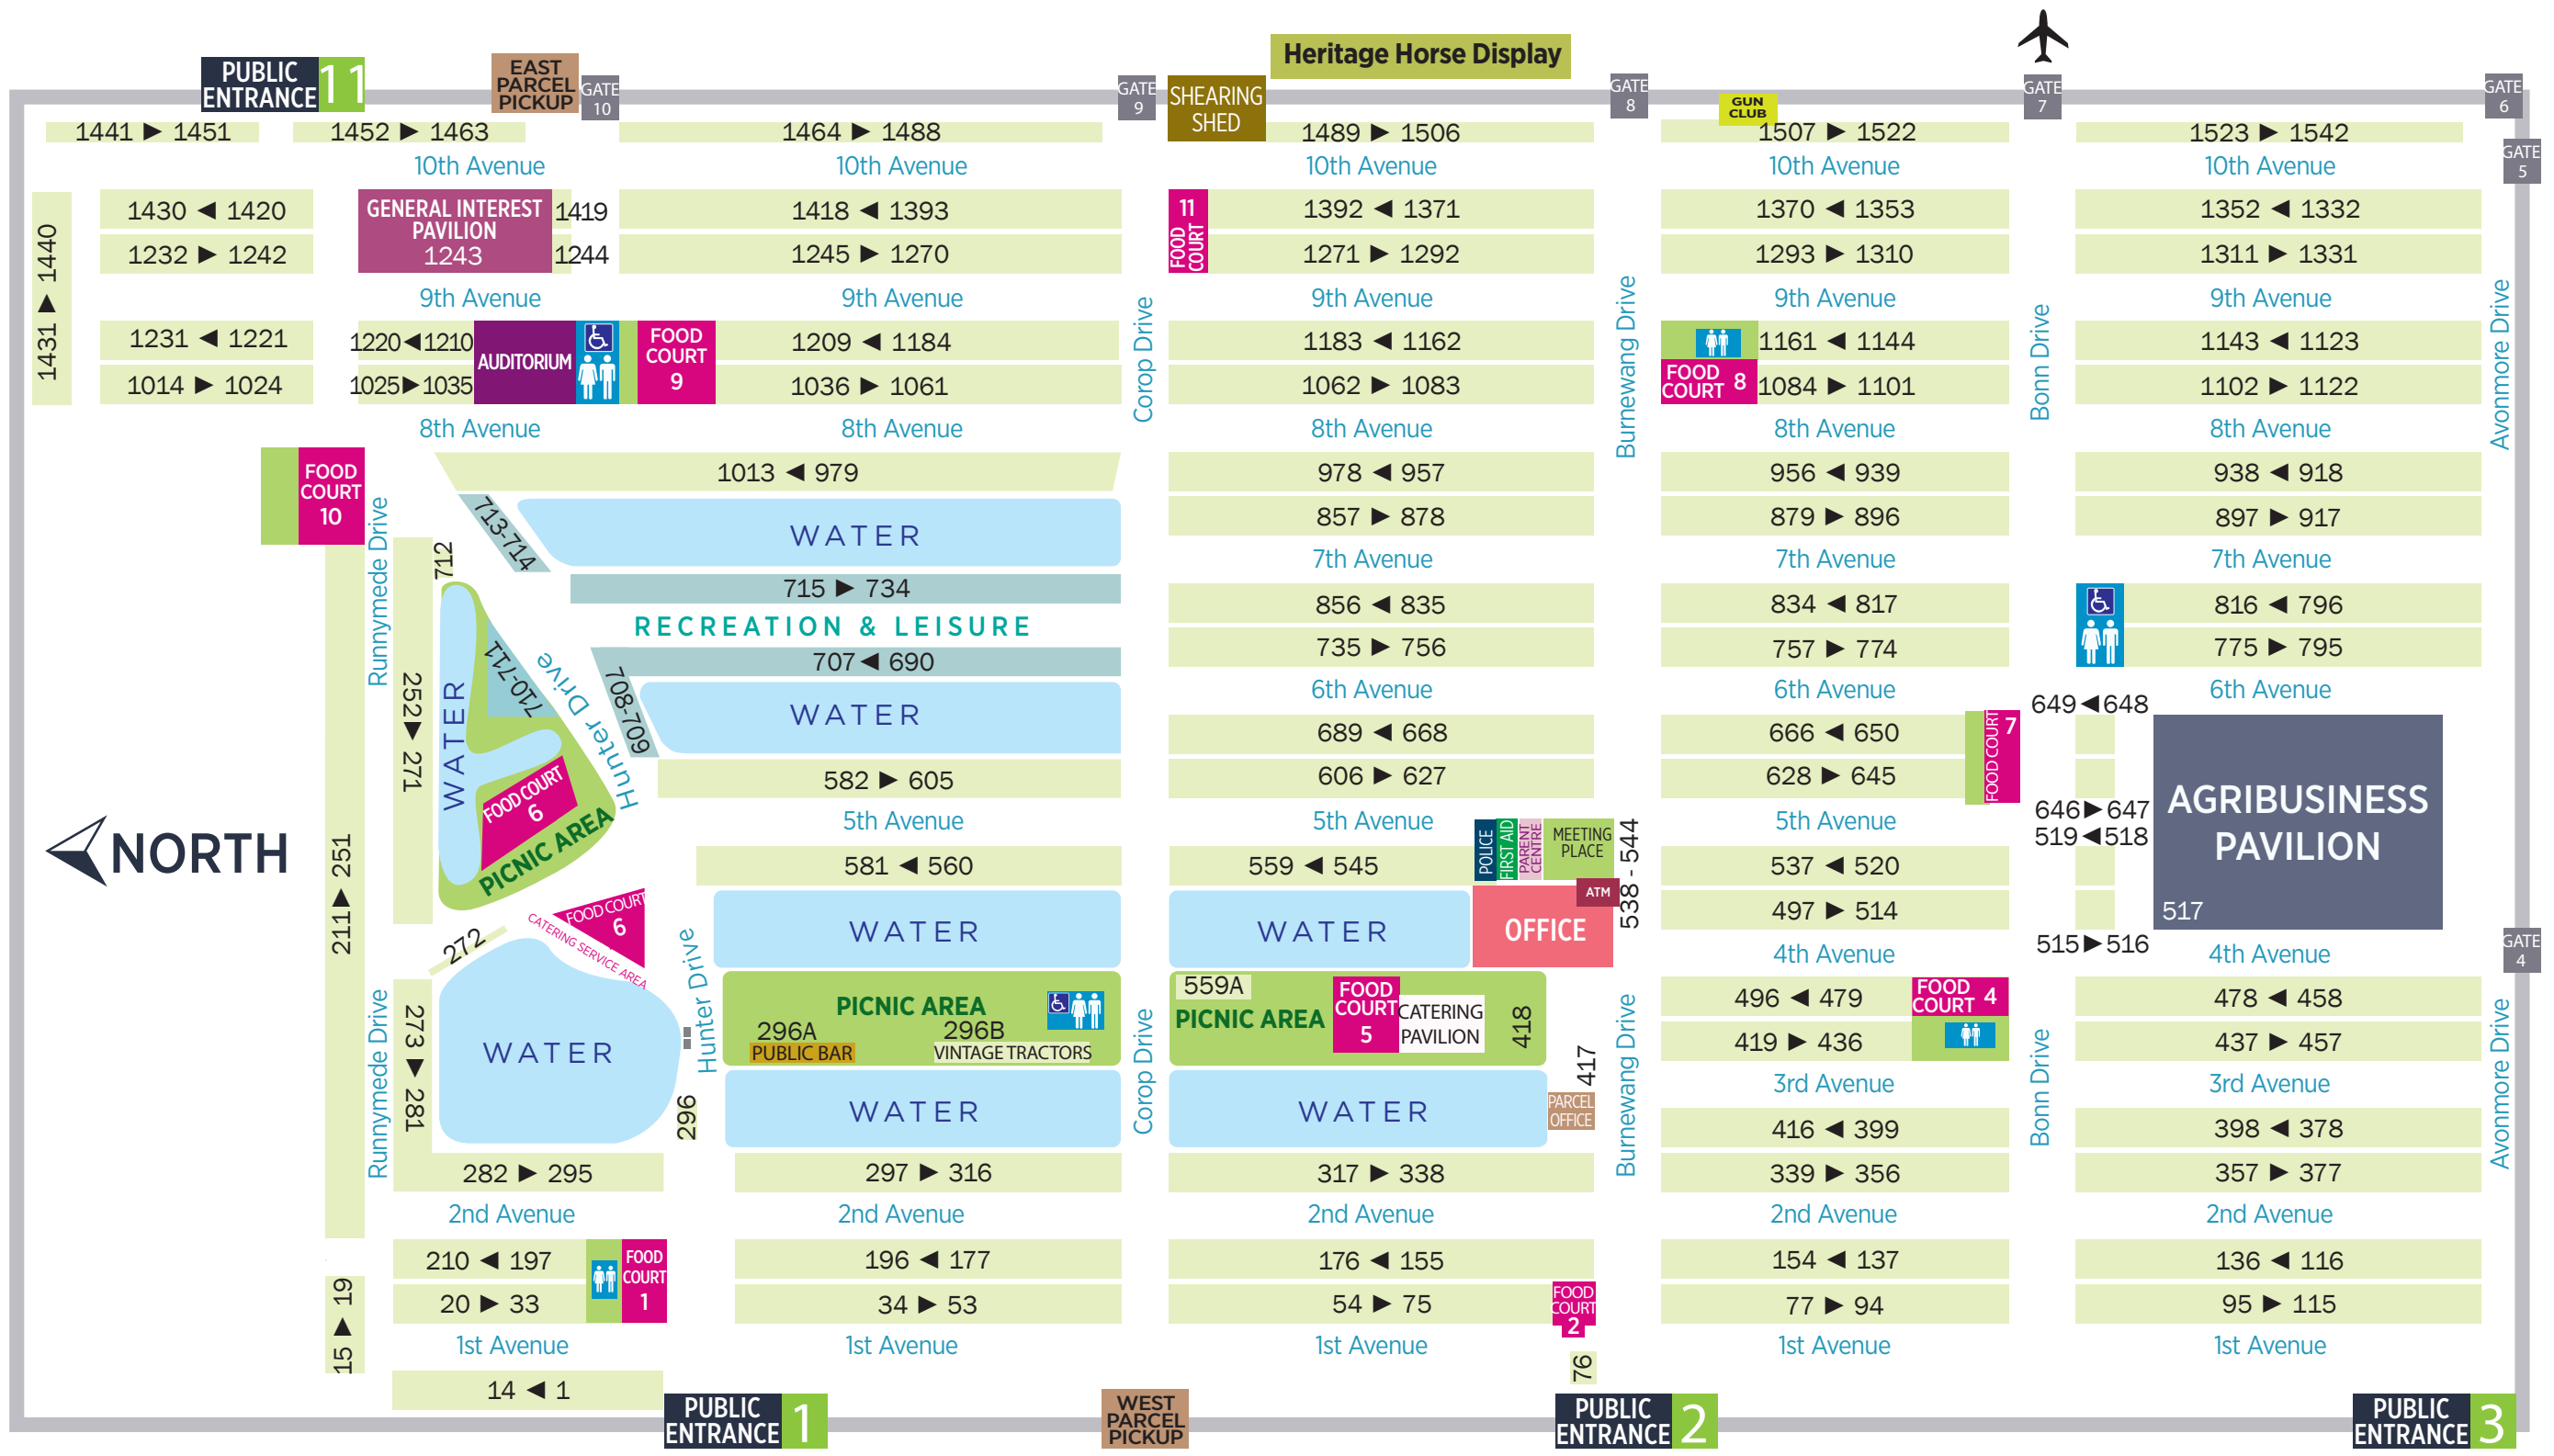 Heritage Horse Display
PUBLIC
ENTRANCE 11
EAST
PARCEL
PICKUP
GATE
10
GATE
9
SHEARING
SHED
GATE
8
GUN
CLUB
GATE
7
GATE
6
GATE
5
1441 ▶ 1451
1452 ▶ 1463
1464 ▶ 1488
1489 ▶ 1506
1507 ▶ 1522
1523 ▶ 1542
10th Avenue
10th Avenue
10th Avenue
10th Avenue
10th Avenue
1431 ▶ 1440
1430 ◀ 1420
GENERAL INTEREST
PAVILION
1243
1419
1418 ◀ 1393
11
FOOD
COURT
1392 ◀ 1371
1370 ◀ 1353
1352 ◀ 1332
1232 ▶ 1242
1244
1245 ▶ 1270
1271 ▶ 1292
1293 ▶ 1310
1311 ▶ 1331
9th Avenue
9th Avenue
9th Avenue
9th Avenue
9th Avenue
Corop Drive
Burnewang Drive
Bonn Drive
Avonmore Drive
1231 ◀ 1221
1220◀1210
AUDITORIUM
FOOD
COURT
9
1209 ◀ 1184
1183 ◀ 1162
1161 ◀ 1144
1143 ◀ 1123
1014 ▶ 1024
1025▶1035
1036 ▶ 1061
1062 ▶ 1083
FOOD
COURT 8
1084 ▶ 1101
1102 ▶ 1122
8th Avenue
8th Avenue
8th Avenue
8th Avenue
8th Avenue
FOOD
COURT
10
Runnymede Drive
1013 ◀ 979
978 ◀ 957
956 ◀ 939
938 ◀ 918
713-714
WATER
857 ▶ 878
879 ▶ 896
897 ▶ 917
7th Avenue
7th Avenue
7th Avenue
712
715 ▶ 734
856 ◀ 835
834 ◀ 817
816 ◀ 796
RECREATION & LEISURE
735 ▶ 756
757 ▶ 774
775 ▶ 795
710-711
Hunter Drive
707◀ 690
708-709
6th Avenue
6th Avenue
6th Avenue
252▶ 271
WATER
WATER
689 ◀ 668
666 ◀ 650
FOOD COURT 7
649◀648
582 ▶ 605
606 ▶ 627
628 ▶ 645
646▶647
AGRIBUSINESS
PAVILION
517
FOOD COURT
6
PICNIC AREA
5th Avenue
5th Avenue
5th Avenue
519◀518
NORTH
211▶ 251
581 ◀ 560
559 ◀ 545
POLICE
FIRST AID
PARENT
CENTRE
MEETING
PLACE
538 - 544
537 ◀ 520
ATM
OFFICE
497 ▶ 514
515▶516
272
FOOD COURT
6
CATERING SERVICE AREA
WATER
WATER
4th Avenue
4th Avenue
GATE
4
Runnymede Drive
273 ▶ 281
WATER
Hunter Drive
PICNIC AREA
296A
PUBLIC BAR
296B
VINTAGE TRACTORS
Corop Drive
559A
PICNIC AREA
FOOD
COURT
5
CATERING
PAVILION
418
417
Burnewang Drive
496 ◀ 479
FOOD
COURT 4
478 ◀ 458
419 ▶ 436
437 ▶ 457
Bonn Drive
Avonmore Drive
3rd Avenue
3rd Avenue
296
WATER
WATER
PARCEL
OFFICE
416 ◀ 399
398 ◀ 378
282 ▶ 295
297 ▶ 316
317 ▶ 338
339 ▶ 356
357 ▶ 377
2nd Avenue
2nd Avenue
2nd Avenue
2nd Avenue
2nd Avenue
210 ◀ 197
FOOD
COURT
1
196 ◀ 177
176 ◀ 155
154 ◀ 137
136 ◀ 116
15 ▶ 19
20 ▶ 33
34 ▶ 53
54 ▶ 75
FOOD
COURT
2
77 ▶ 94
95 ▶ 115
1st Avenue
1st Avenue
1st Avenue
1st Avenue
1st Avenue
14 ◀ 1
76
PUBLIC
ENTRANCE 1
WEST
PARCEL
PICKUP
PUBLIC
ENTRANCE 2
PUBLIC
ENTRANCE 3